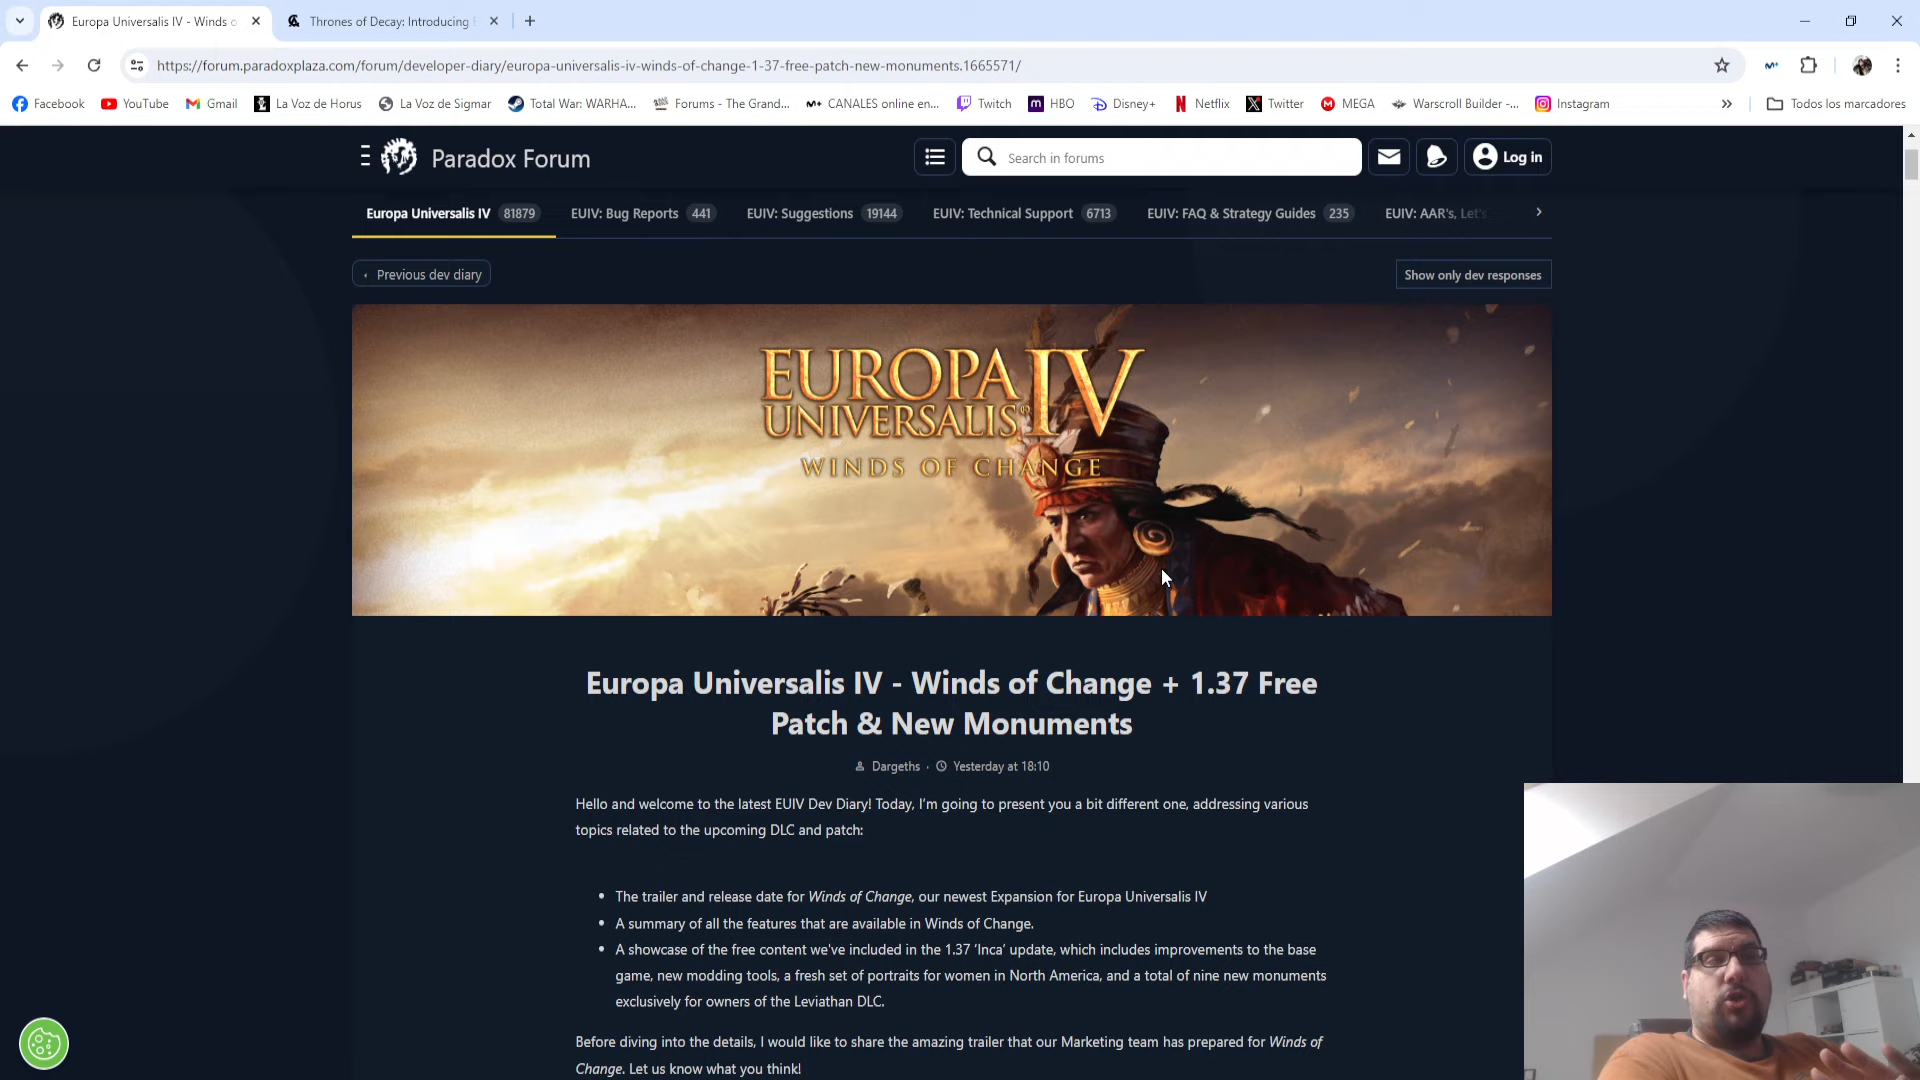 Europa Universalis IV - Winds o
Thrones of Decay: Introducing
https://forum.paradoxplaza.com/forum/developer-diary/europa-universalis-iv-winds-of-change-1-37-free-patch-new-monuments.1665571/
Facebook
YouTube
Gmail
La Voz de Horus
La Voz de Sigmar
Total War: WARHA...
Forums - The Grand...
CANALES online en...
Twitch
HBO
Disney+
Netflix
Twitter
MEGA
Warscroll Builder -...
Instagram
Todos los marcadores
Paradox Forum
Search in forums
Log in
Europa Universalis IV 81879
EUIV: Bug Reports 441
EUIV: Suggestions 19144
EUIV: Technical Support 6713
EUIV: FAQ & Strategy Guides 235
EUIV: AAR's, Let's
Previous dev diary
Show only dev responses
EUROPA
UNIVERSALIS IV
WINDS OF CHANGE
Europa Universalis IV - Winds of Change + 1.37 Free
Patch & New Monuments
Dargeths · Yesterday at 18:10
Hello and welcome to the latest EUIV Dev Diary! Today, I'm going to present you a bit different one, addressing various
topics related to the upcoming DLC and patch:
• The trailer and release date for Winds of Change, our newest Expansion for Europa Universalis IV
• A summary of all the features that are available in Winds of Change.
• A showcase of the free content we've included in the 1.37 'Inca' update, which includes improvements to the base
game, new modding tools, a fresh set of portraits for women in North America, and a total of nine new monuments
exclusively for owners of the Leviathan DLC.
Before diving into the details, I would like to share the amazing trailer that our Marketing team has prepared for Winds of
Change. Let us know what you think!